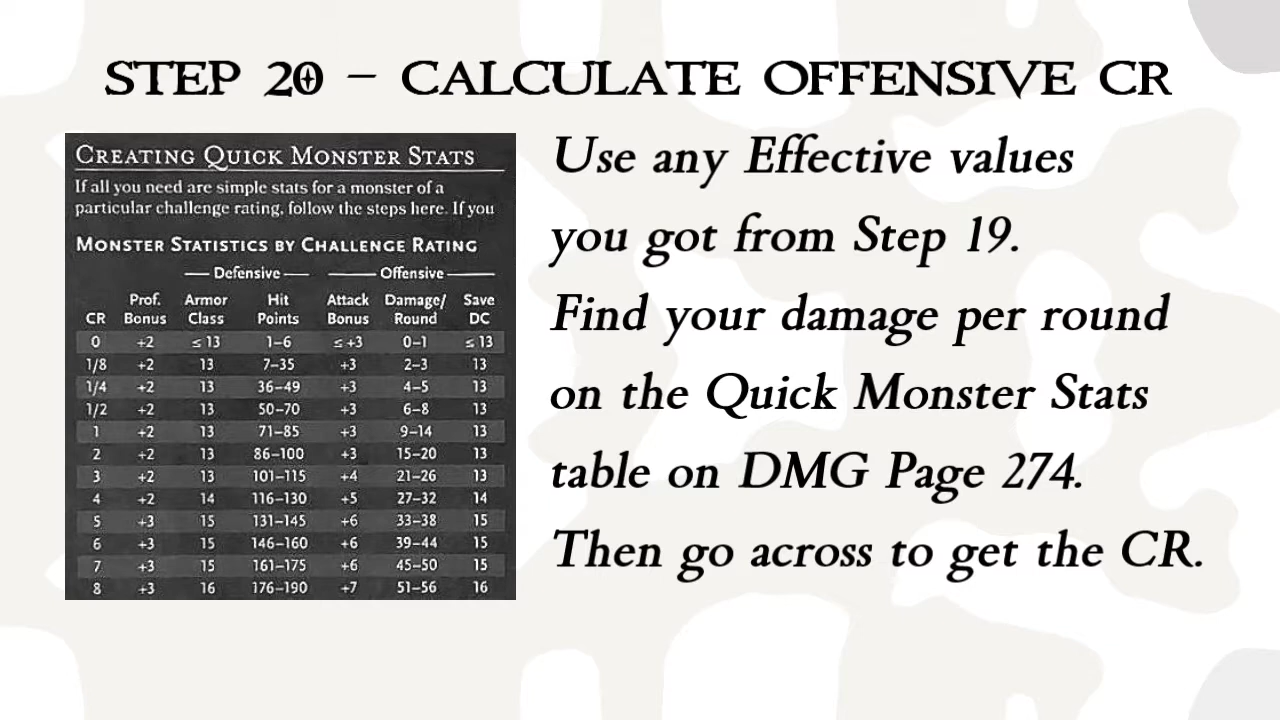 STEP 20 – CALCULATE OFFENSIVE CR
CREATING QUICK MONSTER STATS
If all you need are simple stats for a monster of a
particular challenge rating, follow the steps here. If you
MONSTER STATISTICS BY CHALLENGE RATING
— Defensive — —— Offensive ——
Prof. Armor Hit Attack Damage/ Save
CR Bonus Class Points Bonus Round DC
0 +2 ≤ 13 1–6 ≤ +3 0–1 ≤ 13
1/8 +2 13 7–35 +3 2–3 13
1/4 +2 13 36–49 +3 4–5 13
1/2 +2 13 50–70 +3 6–8 13
1 +2 13 71–85 +3 9–14 13
2 +2 13 86–100 +3 15–20 13
3 +2 13 101–115 +4 21–26 13
4 +2 14 116–130 +5 27–32 14
5 +3 15 131–145 +6 33–38 15
6 +3 15 146–160 +6 39–44 15
7 +3 15 161–175 +6 45–50 15
8 +3 16 176–190 +7 51–56 16
Use any Effective values
you got from Step 19.
Find your damage per round
on the Quick Monster Stats
table on DMG Page 274.
Then go across to get the CR.